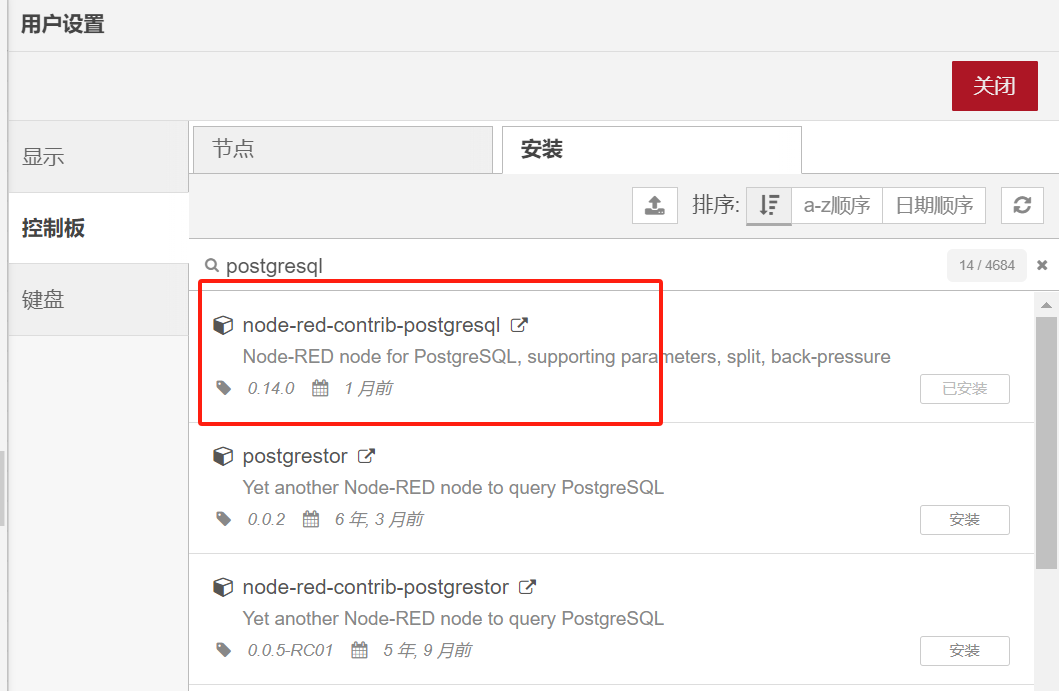 用户设置
关闭
显示
控制板
键盘
节点
安装
排序: a-z顺序 日期顺序
postgresql 14 / 4684
node-red-contrib-postgresql
Node-RED node for PostgreSQL, supporting parameters, split, back-pressure
0.14.0 1 月前
已安装
postgrestor
Yet another Node-RED node to query PostgreSQL
0.0.2 6 年, 3 月前
安装
node-red-contrib-postgrestor
Yet another Node-RED node to query PostgreSQL
0.0.5-RC01 5 年, 9 月前
安装